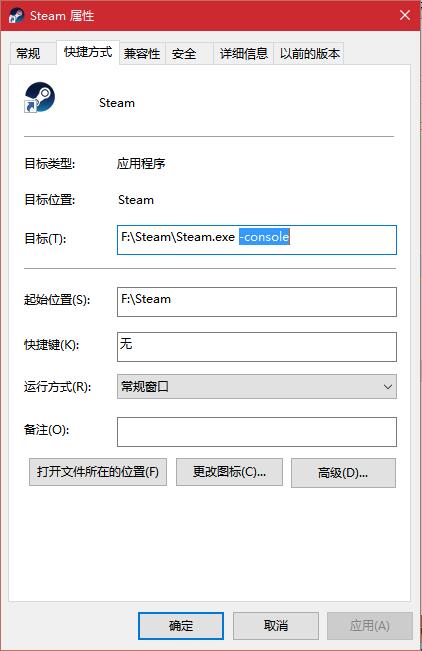 Steam 属性
常规 快捷方式 兼容性 安全 详细信息 以前的版本
Steam
目标类型: 应用程序
目标位置: Steam
目标(T): F:\Steam\Steam.exe -console
起始位置(S): F:\Steam
快捷键(K): 无
运行方式(R): 常规窗口
备注(O):
打开文件所在的位置(F) 更改图标(C)... 高级(D)...
确定 取消 应用(A)